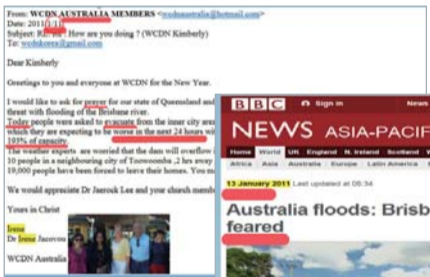 From: WCDN AUSTRALIA MEMBERS <wcdnaustralia@hotmail.com>
Date: 2011/1/11
Subject: Re: : How are you doing ? (WCDN Kimberly)
To: wcdnkorea@gmail.com
Dear Kimberly
Greetings to you and everyone at WCDN for the New Year.
I would like to ask for prayer for our state of Queensland and
threat with flooding of the Brisbane river.
Today people were asked to evacuate from the inner city area
which they are expecting to be worst in the next 24 hours wi
193% of capacity.
The weather experts are worried that the dam will overflow
10 people in a neighbouring city of Toowoomba ,2 hrs away
19,000 people have been forced to leave their homes. You m
We would appreciate Dr Jaerock Lee and your church memb
Yours in Christ
Irene
Dr Irene Jacovou
WCDN Australia
BBC Sign in News
NEWS ASIA-PACIF
Home World UK England N. Ireland Scotland W
Africa Asia Australia Europe Latin America
13 January 2011 Last updated at 08:34
Australia floods: Brisb
feared